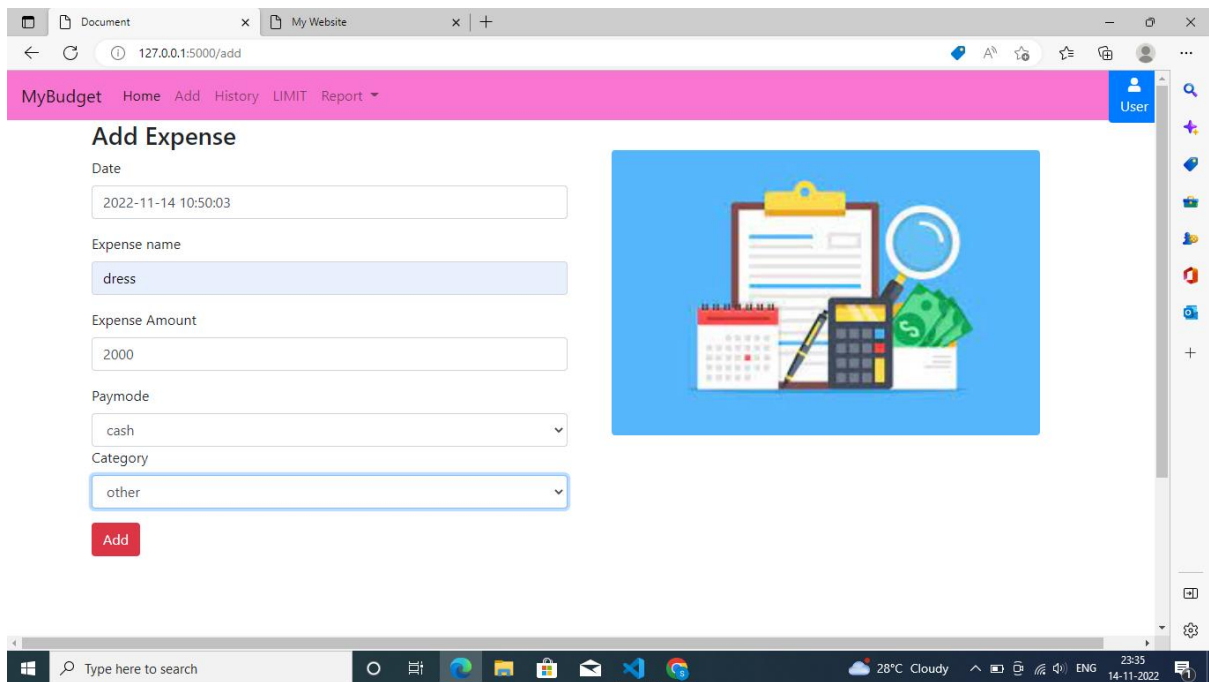 Document
My Website
127.0.0.1:5000/add
MyBudget Home Add History LIMIT Report
User
Add Expense
Date
2022-11-14 10:50:03
Expense name
dress
Expense Amount
2000
Paymode
cash
Category
other
Add
Type here to search
28°C Cloudy
ENG
23:35
14-11-2022